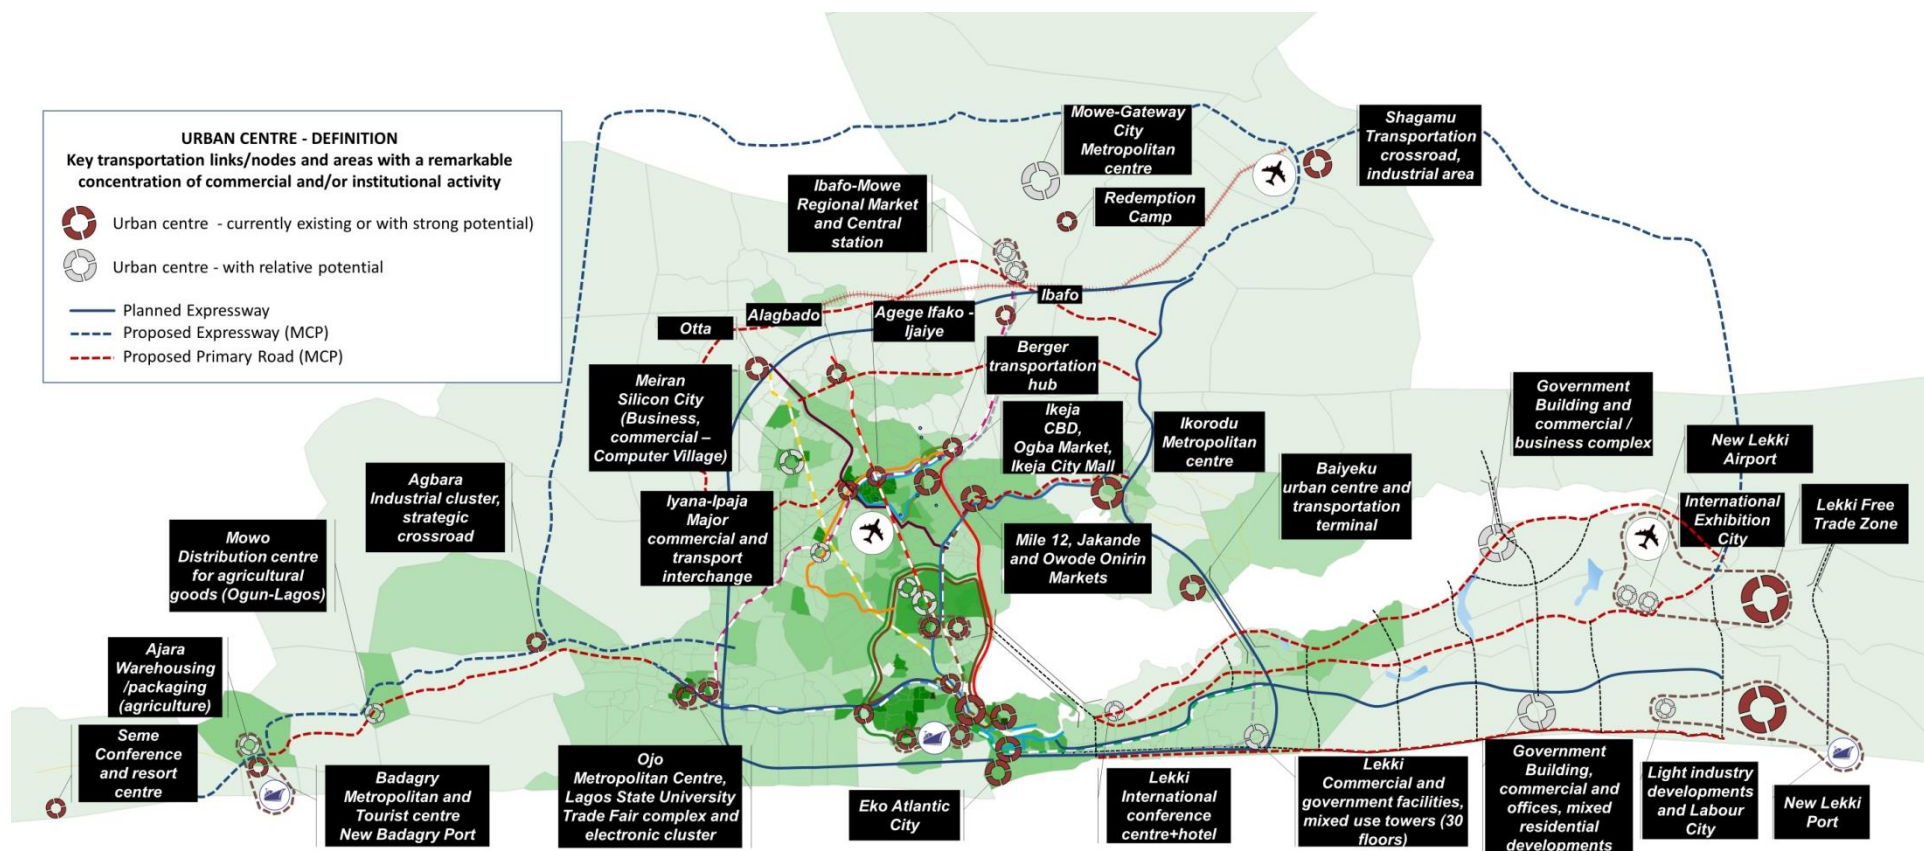 URBAN CENTRE - DEFINITION
Key transportation links/nodes and areas with a remarkable
concentration of commercial and/or institutional activity
Urban centre - currently existing or with strong potential)
Urban centre - with relative potential
Planned Expressway
Proposed Expressway (MCP)
Proposed Primary Road (MCP)
Mowe-Gateway
City
Metropolitan
centre
Shagamu
Transportation
crossroad,
industrial area
Ibafo-Mowe
Regional Market
and Central
station
Redemption
Camp
Ibafo
Otta
Alagbado
Agege Ifako -
Ijaiye
Berger
transportation
hub
Meiran
Silicon City
(Business,
commercial –
Computer Village)
Ikeja
CBD,
Ogba Market,
Ikeja City Mall
Ikorodu
Metropolitan
centre
Government
Building and
commercial /
business complex
New Lekki
Airport
Baiyeku
urban centre and
transportation
terminal
International
Exhibition
City
Lekki Free
Trade Zone
Agbara
Industrial cluster,
strategic
crossroad
Iyana-Ipaja
Major
commercial and
transport
interchange
Mile 12, Jakande
and Owode Onirin
Markets
Mowo
Distribution centre
for agricultural
goods (Ogun-Lagos)
Ajara
Warehousing
/packaging
(agriculture)
Seme
Conference
and resort
centre
Badagry
Metropolitan and
Tourist centre
New Badagry Port
Ojo
Metropolitan Centre,
Lagos State University
Trade Fair complex and
electronic cluster
Eko Atlantic
City
Lekki
International
conference
centre+hotel
Lekki
Commercial and
government facilities,
mixed use towers (30
floors)
Government
Building,
commercial and
offices, mixed
residential
developments
Light industry
developments
and Labour
City
New Lekki
Port